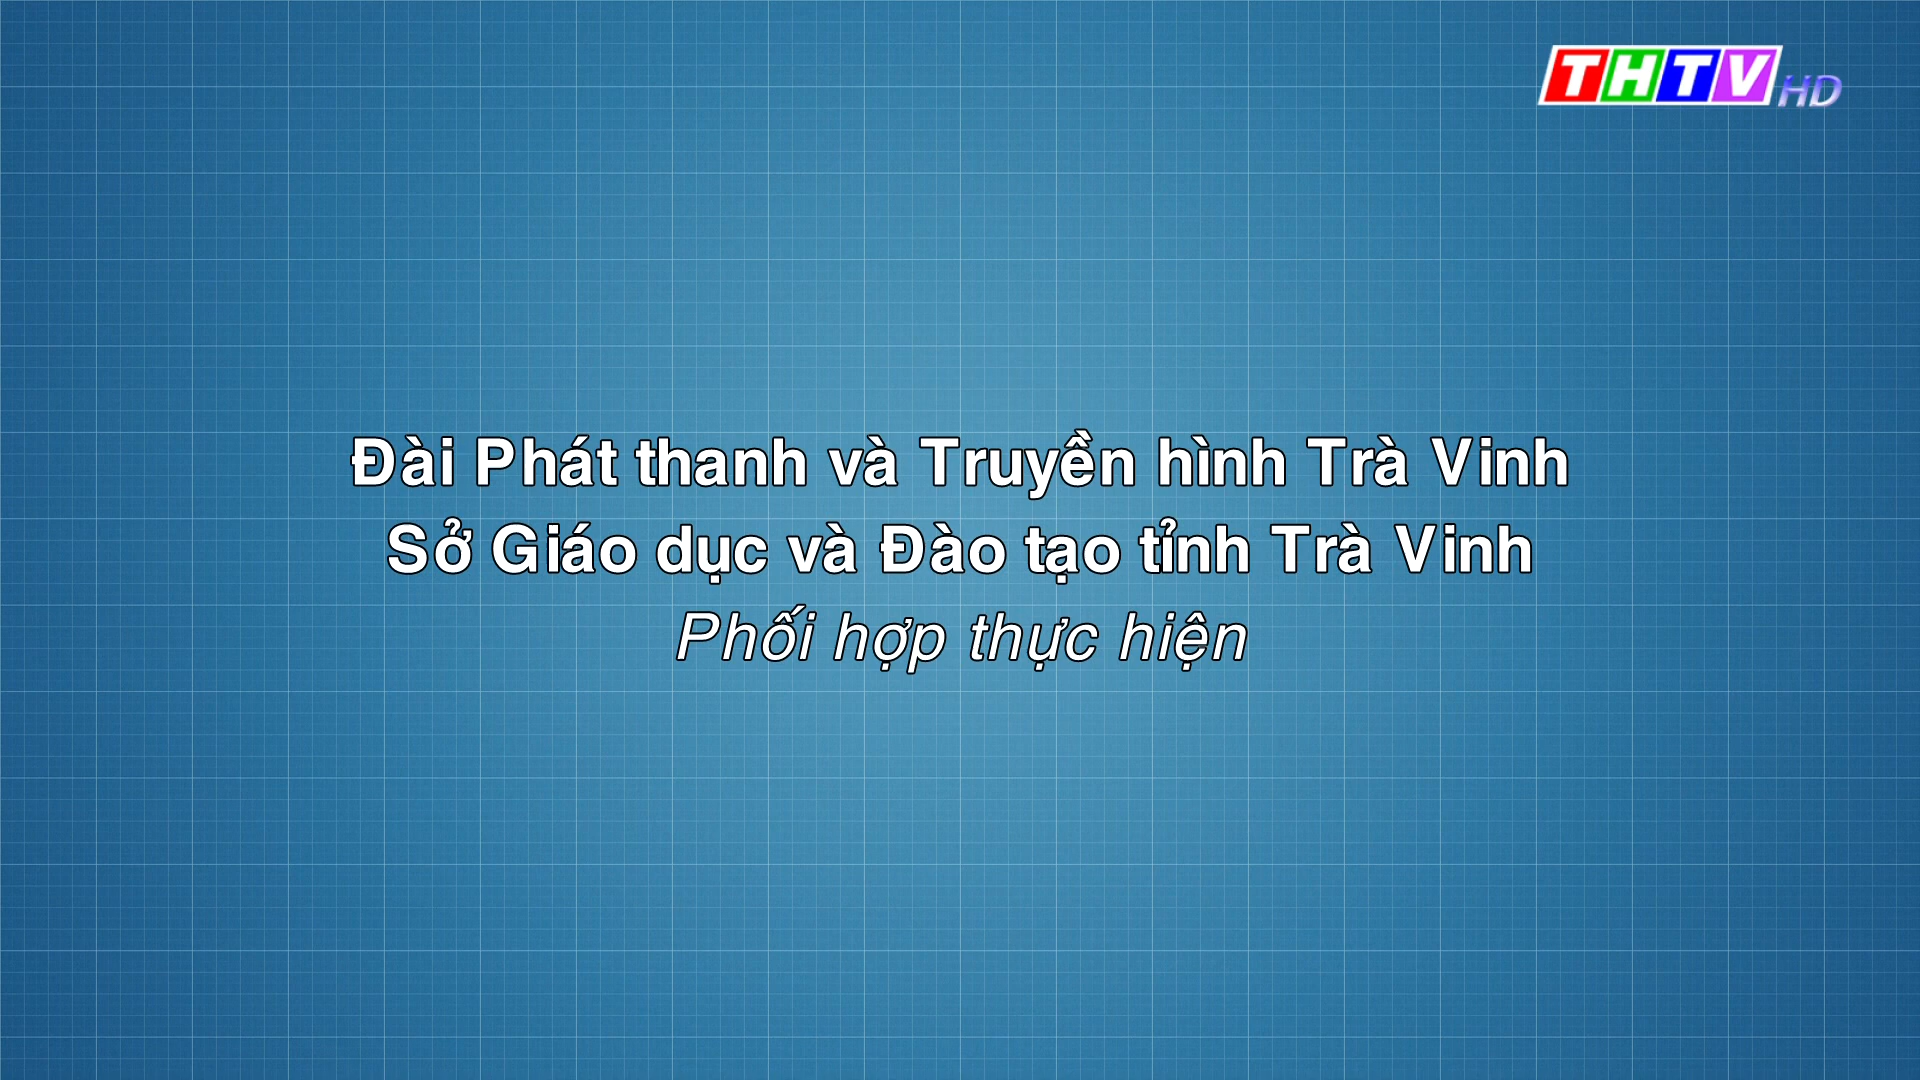 THTV HD
Đài Phát thanh và Truyền hình Trà Vinh
Sở Giáo dục và Đào tạo tỉnh Trà Vinh
Phối hợp thực hiện